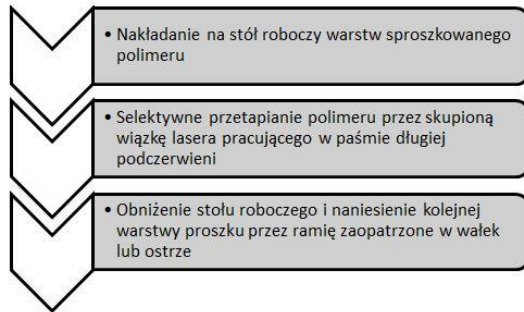 • Nakładanie na stół roboczy warstw sproszkowanego
polimeru
• Selektywne przetapianie polimeru przez skupioną
wiązkę lasera pracującego w paśmie długiej
podczerwieni
• Obniżenie stołu roboczego i naniesienie kolejnej
warstwy proszku przez ramię zaopatrzone w wałek
lub ostrze